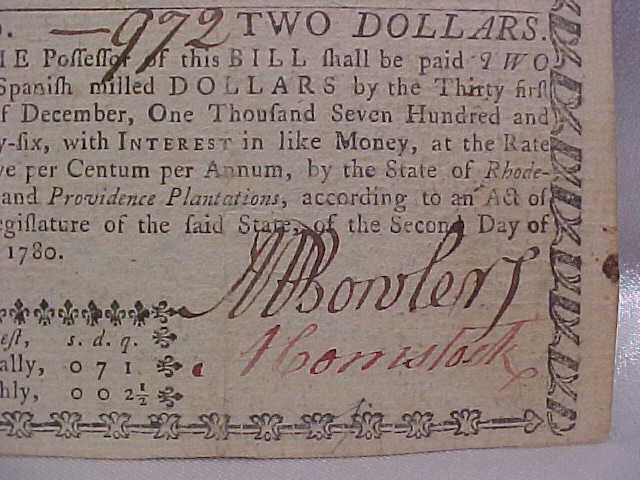 972 TWO DOLLARS.
IE Poſſeſſor of this BILL ſhall be paid TWO
Spaniſh milled DOLLARS by the Thirty firſt
f December, One Thouſand Seven Hundred and
y-ſix, with INTEREST in like Money, at the Rate
ve per Centum per Annum, by the State of Rhode-
and Providence Plantations, according to an Act of
egiſlature of the ſaid State, of the Second Day of
1780.
Bowler
eſt, s. d. q.
Comstock
ally, 0 7 1
hly, 0 0 2½